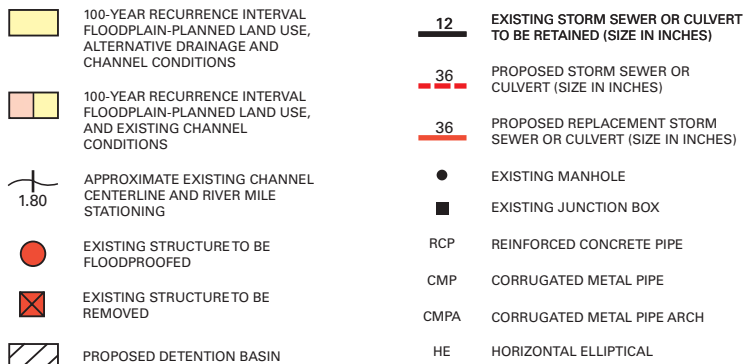 100-YEAR RECURRENCE INTERVAL
FLOODPLAIN-PLANNED LAND USE,
ALTERNATIVE DRAINAGE AND
CHANNEL CONDITIONS
100-YEAR RECURRENCE INTERVAL
FLOODPLAIN-PLANNED LAND USE,
AND EXISTING CHANNEL
CONDITIONS
1.80
APPROXIMATE EXISTING CHANNEL
CENTERLINE AND RIVER MILE
STATIONING
EXISTING STRUCTURE TO BE
FLOODPROOFED
EXISTING STRUCTURE TO BE
REMOVED
PROPOSED DETENTION BASIN
12
EXISTING STORM SEWER OR CULVERT
TO BE RETAINED (SIZE IN INCHES)
36
PROPOSED STORM SEWER OR
CULVERT (SIZE IN INCHES)
36
PROPOSED REPLACEMENT STORM
SEWER OR CULVERT (SIZE IN INCHES)
EXISTING MANHOLE
EXISTING JUNCTION BOX
RCP REINFORCED CONCRETE PIPE
CMP CORRUGATED METAL PIPE
CMPA CORRUGATED METAL PIPE ARCH
HE HORIZONTAL ELLIPTICAL